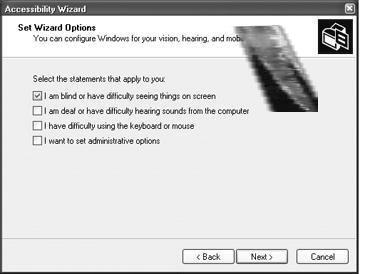 Accessibility Wizard
Set Wizard Options
You can configure Windows for your vision, hearing, and
Select the statements that apply to you:
I am blind or have difficulty seeing things on screen
I am deaf or have difficulty hearing sounds from the computer
I have difficulty using the keyboard or mouse
I want to set administrative options
< Back
Next >
Cancel